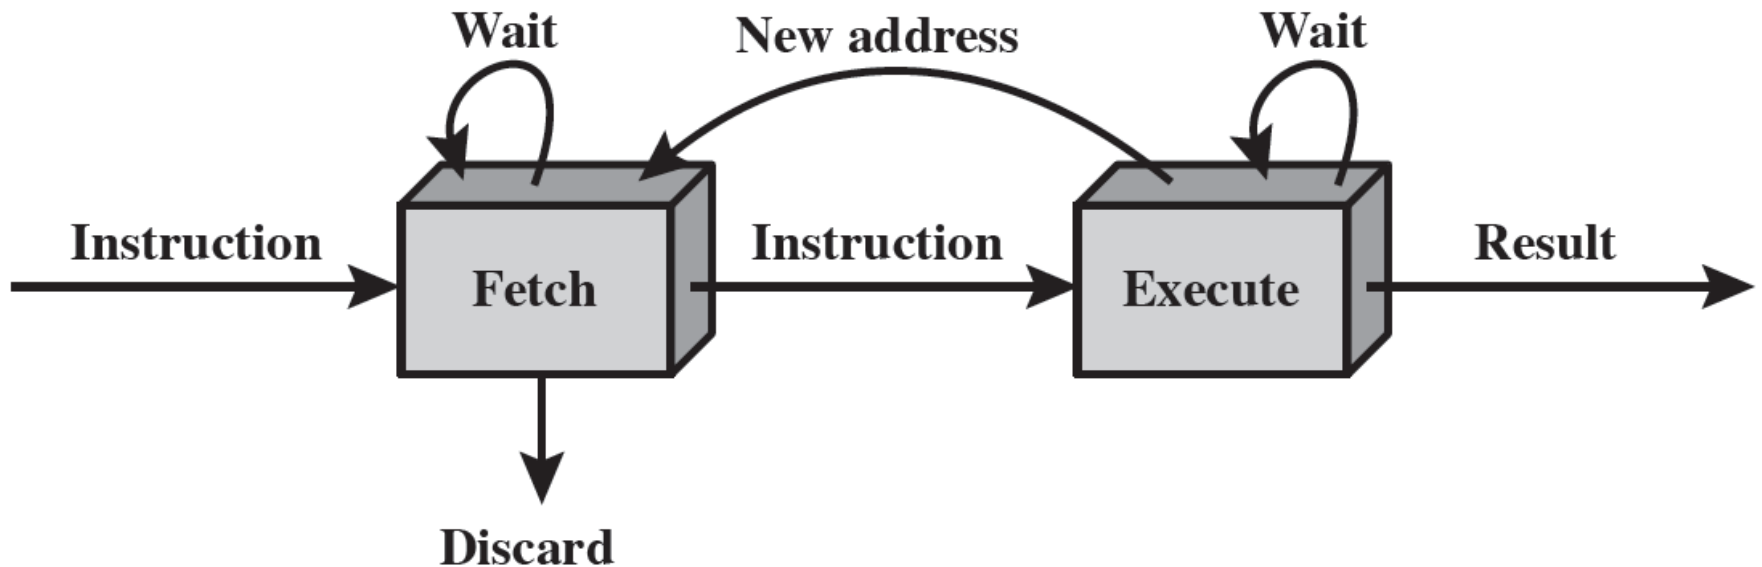 Wait
New address
Wait
Instruction
Fetch
Instruction
Execute
Result
Discard